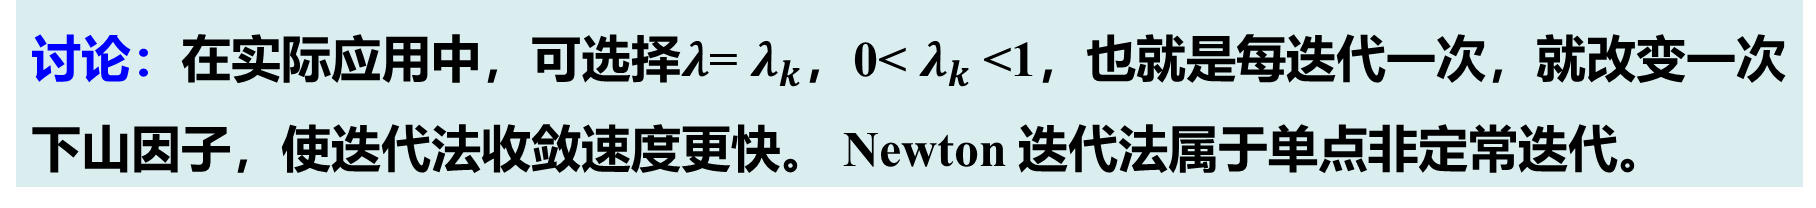 讨论：在实际应用中，可选择λ= λₖ，0< λₖ <1，也就是每迭代一次，就改变一次
下山因子，使迭代法收敛速度更快。 Newton 迭代法属于单点非定常迭代。